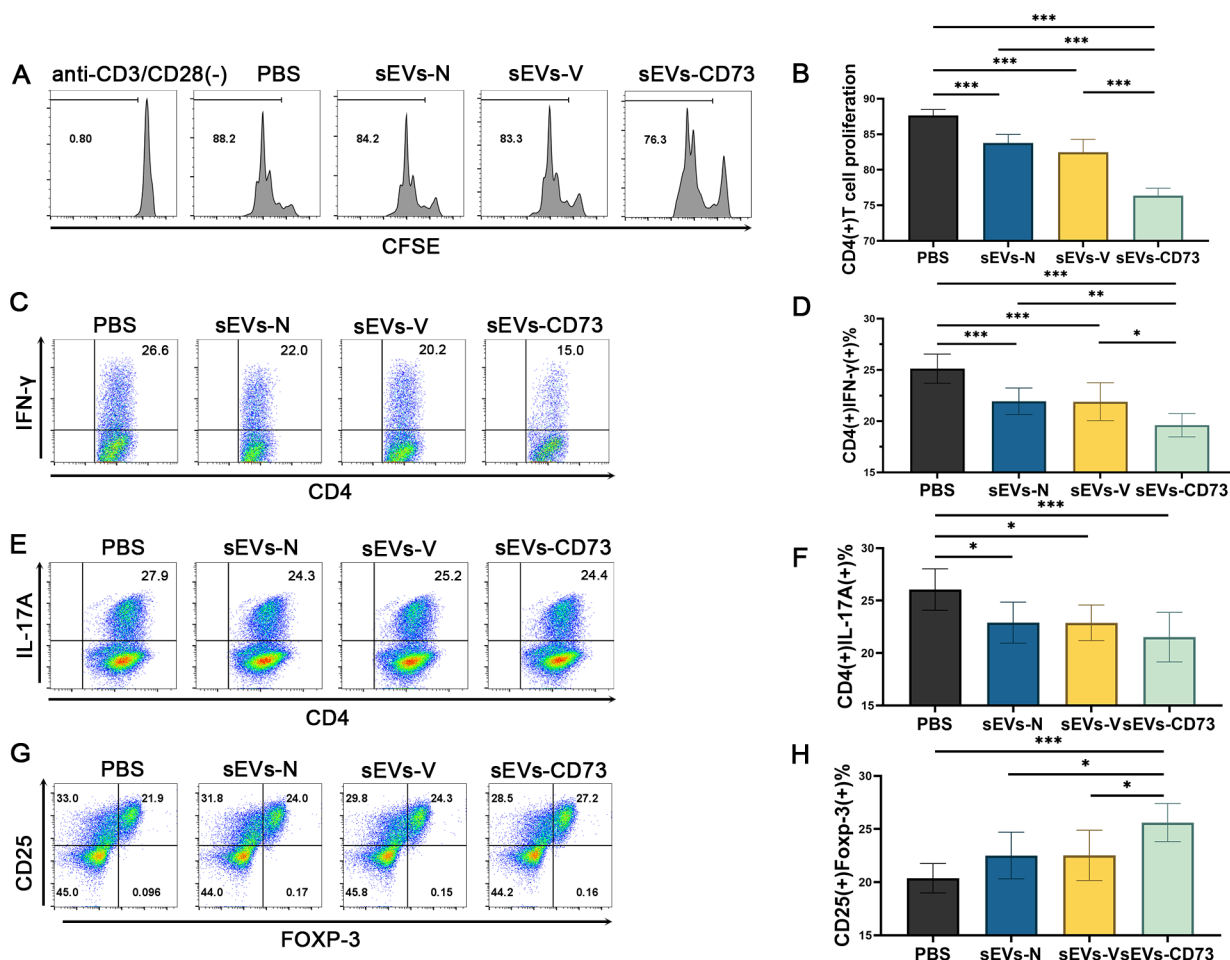 A
anti-CD3/CD28(-) PBS sEVs-N sEVs-V sEVs-CD73
0.80 88.2 84.2 83.3 76.3
CFSE
B
*** 
***
***
*** ***
CD4(+)T cell proliferation
90
85
80
75
70
PBS sEVs-N sEVs-V sEVs-CD73
C
PBS sEVs-N sEVs-V sEVs-CD73
26.6 22.0 20.2 15.0
IFN-γ
CD4
D
***
**
***
*** *
CD4(+)IFN-γ(+)%
30
25
20
15
PBS sEVs-N sEVs-V sEVs-CD73
E
PBS sEVs-N sEVs-V sEVs-CD73
27.9 24.3 25.2 24.4
IL-17A
CD4
F
***
*
*
CD4(+)IL-17A(+)%
30
25
20
15
PBS sEVs-N sEVs-V sEVs-CD73
G
PBS sEVs-N sEVs-V sEVs-CD73
33.0 21.9 31.8 24.0 29.8 24.3 28.5 27.2
CD25
45.0 0.096 44.0 0.17 45.8 0.15 44.2 0.16
FOXP-3
H
***
*
*
CD25(+)Foxp-3(+)%
30
25
20
15
PBS sEVs-N sEVs-V sEVs-CD73